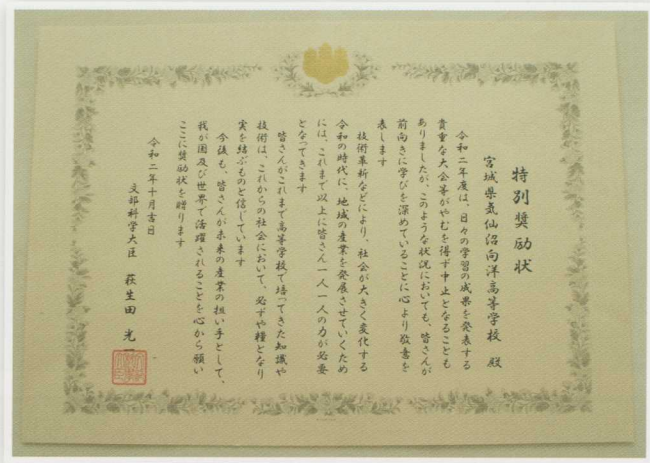 特別奨励状
宮城県気仙沼向洋高等学校 殿
令和二年度は、日々の学習の成果を発表する
貴重な大会等がやむを得ず中止となることも
ありましたが、このような状況においても、皆さんが
前向きに学びを深めていることに心より敬意を
表します
技術革新などにより、社会が大きく変化する
令和の時代に、地域の産業を発展させていくため
には、これまで以上に皆さん一人一人の力が必要
となってきます
皆さんがこれまで高等学校で培ってきた知識や
技術は、これからの社会において、必ずや糧となり
実を結ぶものと信じています
今後も、皆さんが未来の産業の担い手として、
我が国及び世界で活躍されることを心から願い
ここに奨励状を贈ります
令和二年十月吉日
文部科学大臣 萩生田 光